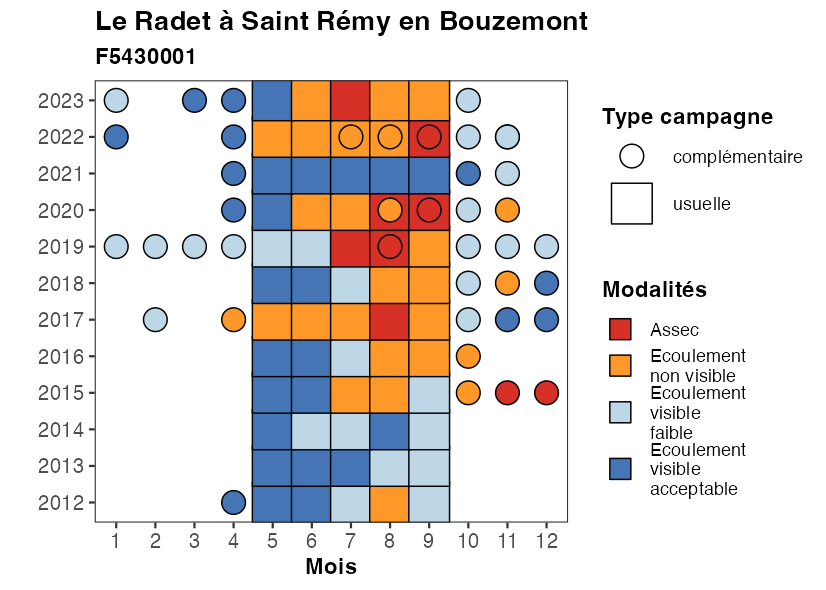 Le Radet à Saint Rémy en Bouzemont
F5430001
2023
2022
2021
2020
2019
2018
2017
2016
2015
2014
2013
2012
1 2 3 4 5 6 7 8 9 10 11 12
Mois
Type campagne
complémentaire
usuelle
Modalités
Assec
Ecoulement
non visible
Ecoulement
visible
faible
Ecoulement
visible
acceptable